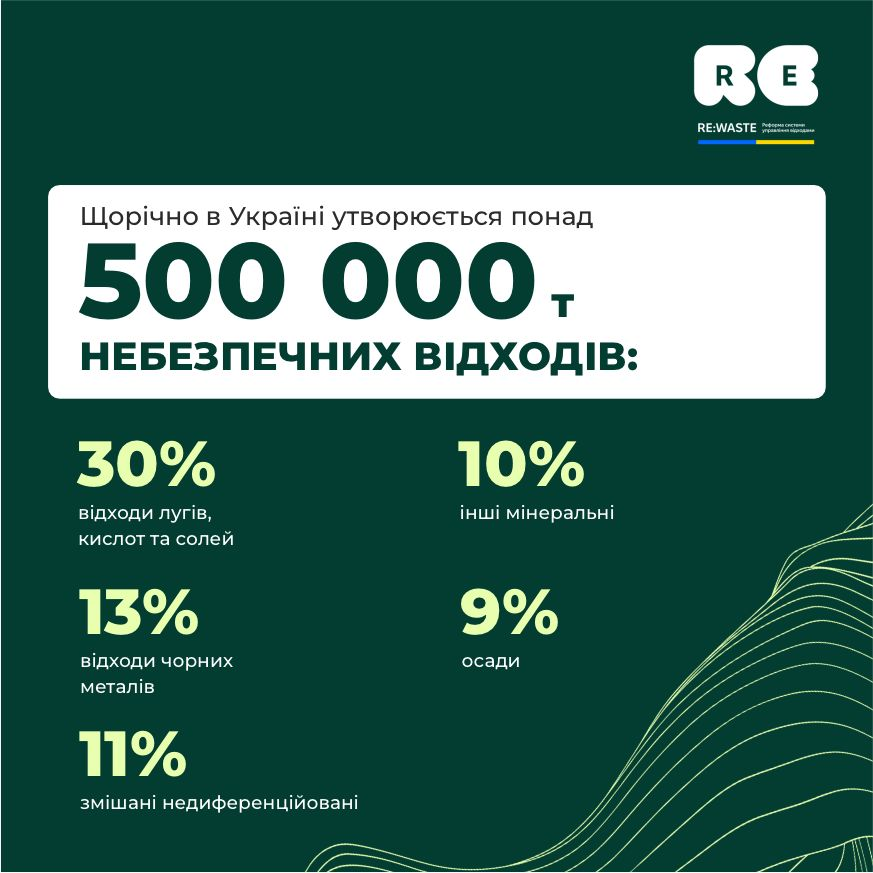 R E
RE:WASTE
Реформа системи
управління відходами
Щорічно в Україні утворюється понад
500 000 т
НЕБЕЗПЕЧНИХ ВІДХОДІВ:
30%
відходи лугів,
кислот та солей
10%
інші мінеральні
13%
відходи чорних
металів
9%
осади
11%
змішані недиференційовані